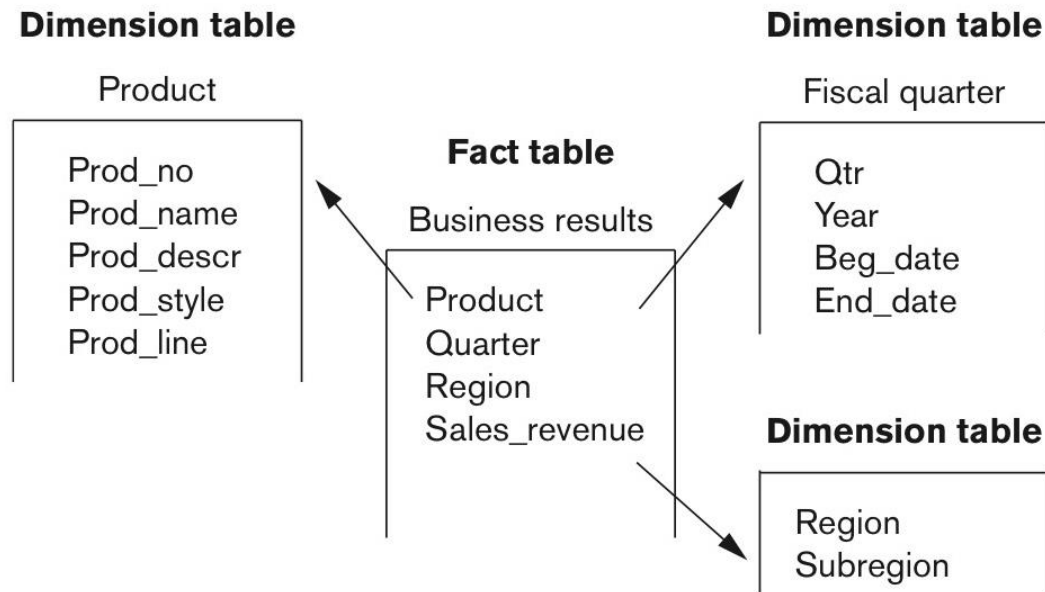 Dimension table
Product
Prod_no
Prod_name
Prod_descr
Prod_style
Prod_line
Fact table
Business results
Product
Quarter
Region
Sales_revenue
Dimension table
Fiscal quarter
Qtr
Year
Beg_date
End_date
Dimension table
Region
Subregion